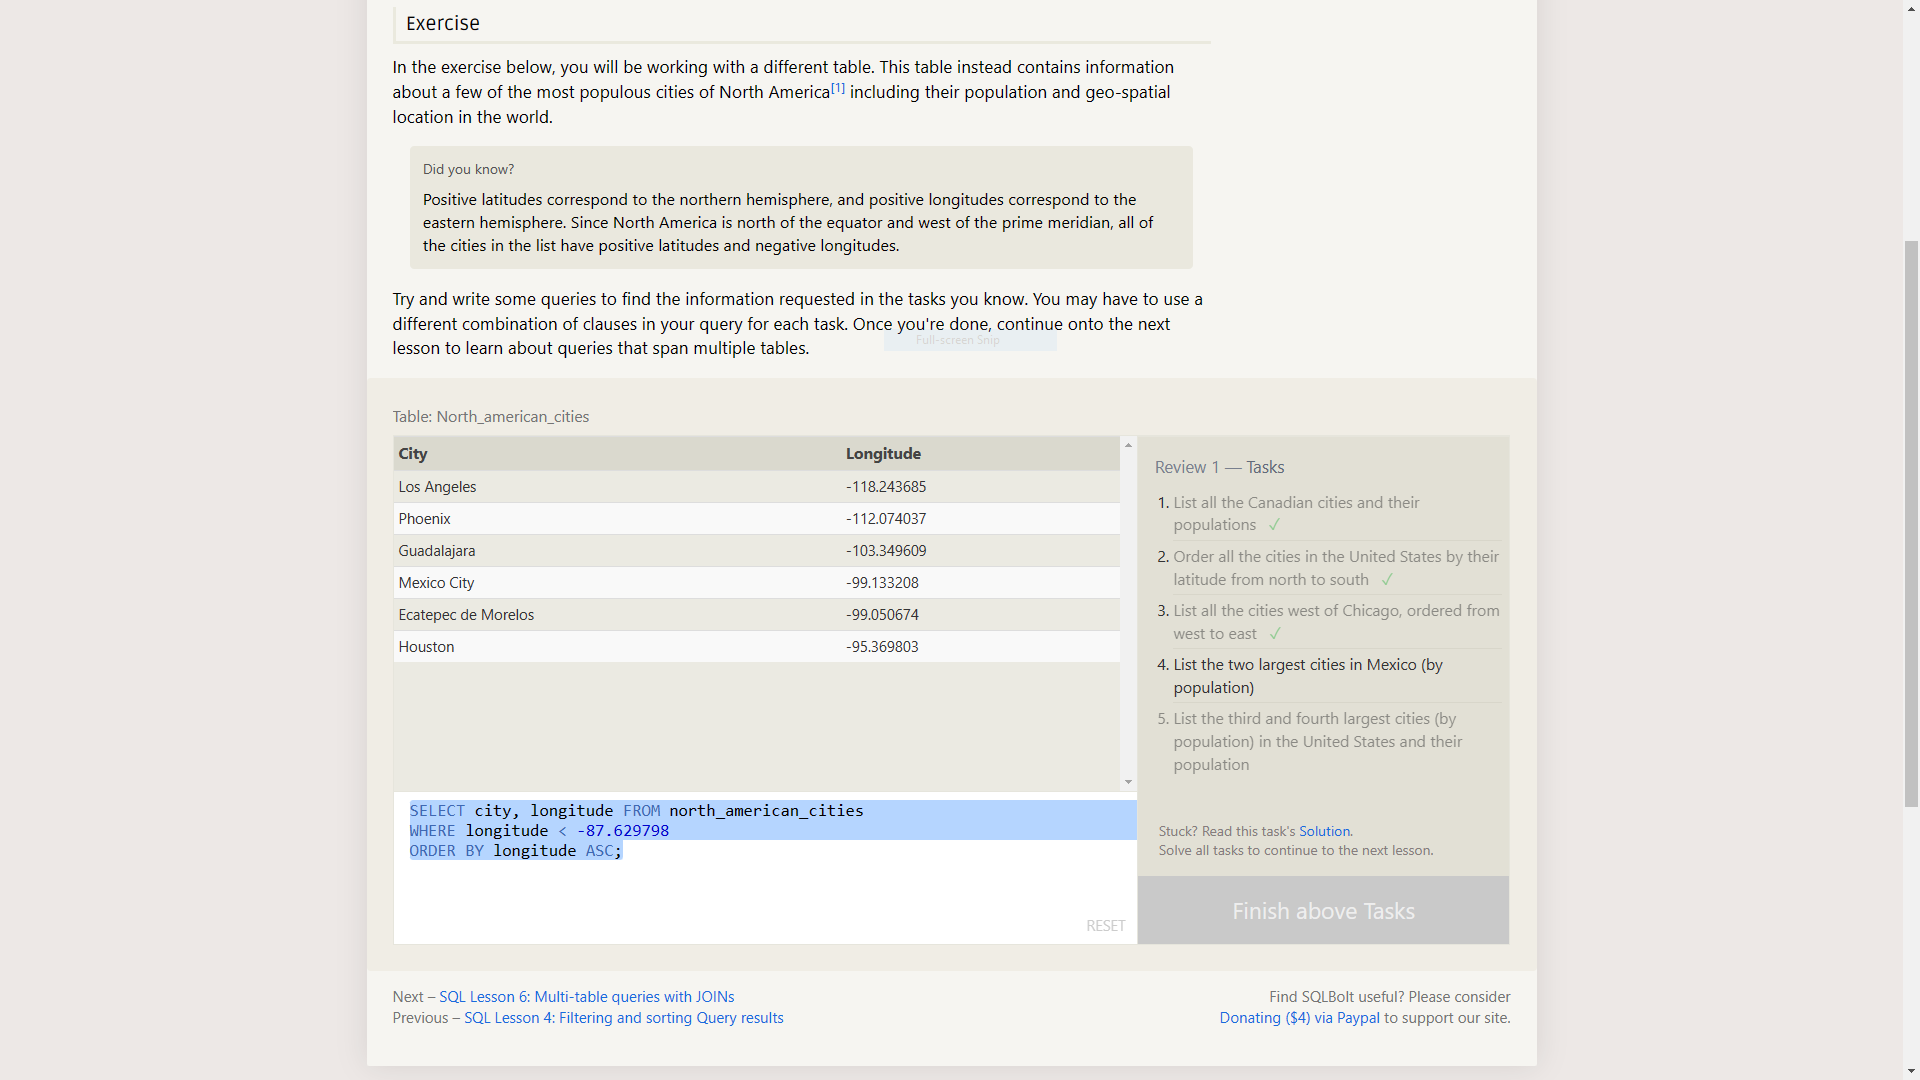 Exercise
In the exercise below, you will be working with a different table. This table instead contains information
about a few of the most populous cities of North America[1] including their population and geo-spatial
location in the world.
Did you know?
Positive latitudes correspond to the northern hemisphere, and positive longitudes correspond to the
eastern hemisphere. Since North America is north of the equator and west of the prime meridian, all of
the cities in the list have positive latitudes and negative longitudes.
Try and write some queries to find the information requested in the tasks you know. You may have to use a
different combination of clauses in your query for each task. Once you're done, continue onto the next
lesson to learn about queries that span multiple tables.
Full-screen Snip
Table: North_american_cities
City Longitude
Los Angeles -118.243685
Phoenix -112.074037
Guadalajara -103.349609
Mexico City -99.133208
Ecatepec de Morelos -99.050674
Houston -95.369803
SELECT city, longitude FROM north_american_cities
WHERE longitude < -87.629798
ORDER BY longitude ASC;
RESET
Review 1 — Tasks
1. List all the Canadian cities and their
populations ✓
2. Order all the cities in the United States by their
latitude from north to south ✓
3. List all the cities west of Chicago, ordered from
west to east ✓
4. List the two largest cities in Mexico (by
population)
5. List the third and fourth largest cities (by
population) in the United States and their
population
Stuck? Read this task's Solution.
Solve all tasks to continue to the next lesson.
Finish above Tasks
Next – SQL Lesson 6: Multi-table queries with JOINs
Previous – SQL Lesson 4: Filtering and sorting Query results
Find SQLBolt useful? Please consider
Donating ($4) via Paypal to support our site.